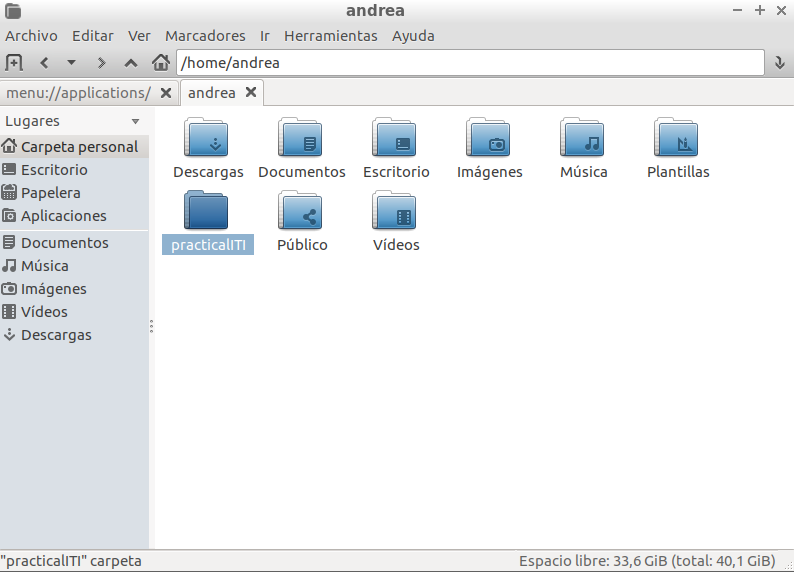 andrea
Archivo Editar Ver Marcadores Ir Herramientas Ayuda
/home/andrea
menu://applications/ andrea
Lugares
Carpeta personal
Escritorio
Papelera
Aplicaciones
Documentos
Música
Imágenes
Vídeos
Descargas
Descargas Documentos Escritorio Imágenes Música Plantillas
practicaIITI Público Vídeos
"practicaIITI" carpeta Espacio libre: 33,6 GiB (total: 40,1 GiB)